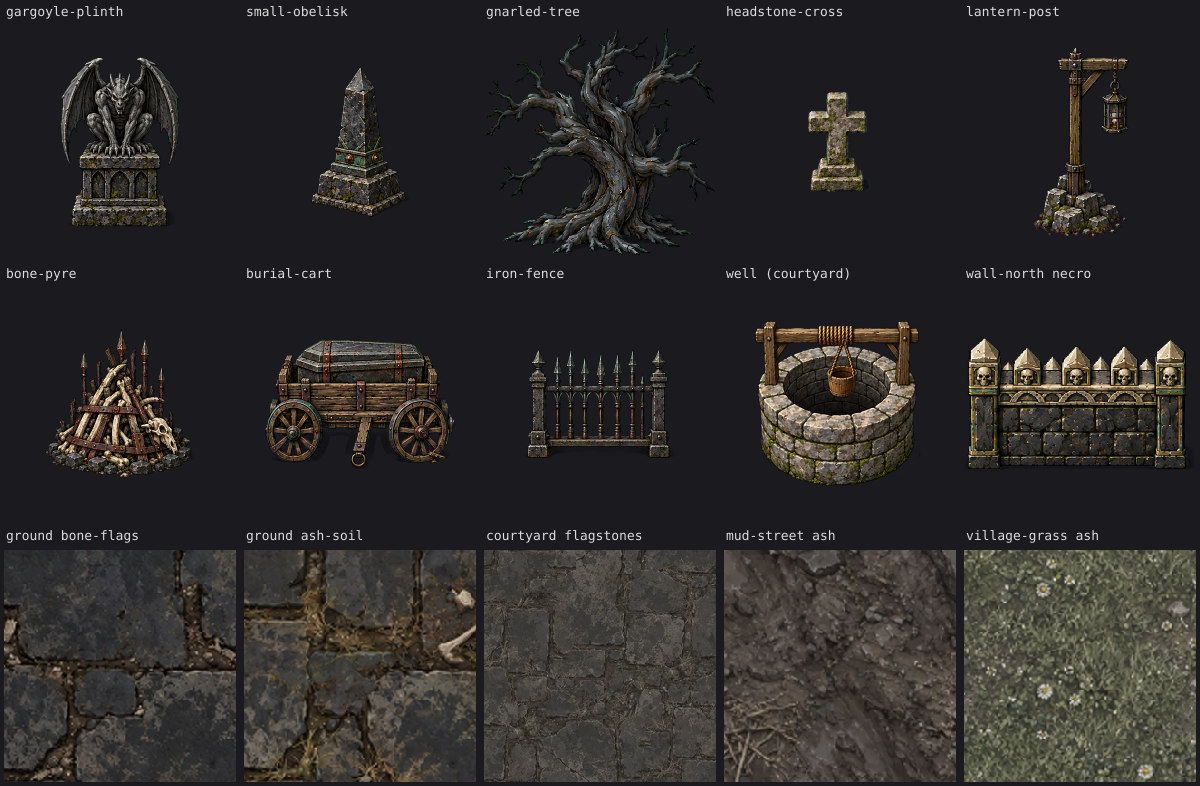 gargoyle-plinth
small-obelisk
gnarled-tree
headstone-cross
lantern-post
bone-pyre
burial-cart
iron-fence
well (courtyard)
wall-north necro
ground bone-flags
ground ash-soil
courtyard flagstones
mud-street ash
village-grass ash